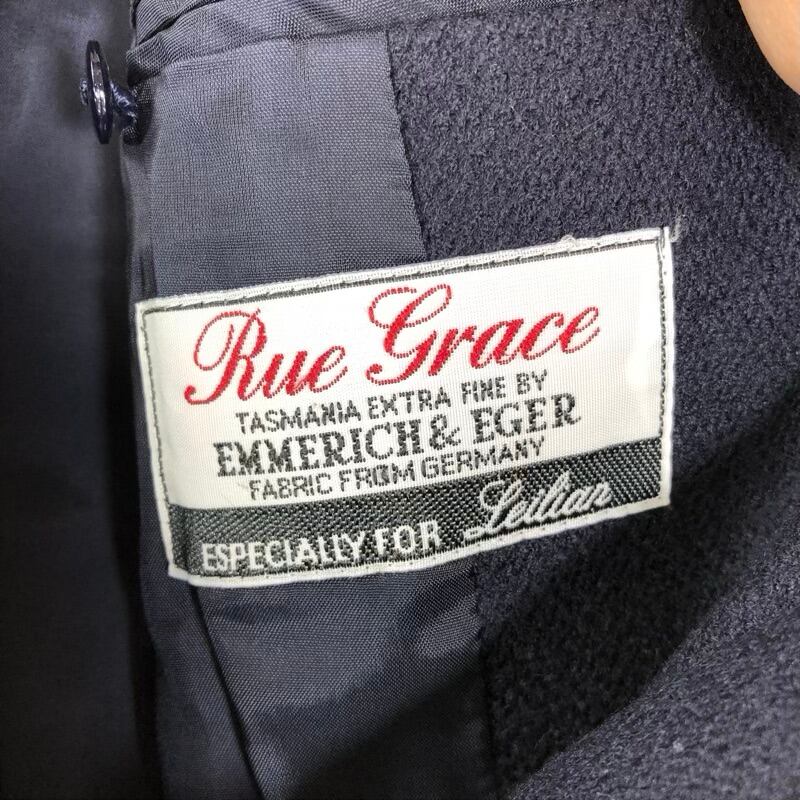 Rue Grace
TASMANIA EXTRA FINE BY
EMMERICH & EGER
FABRIC FROM GERMANY
ESPECIALLY FOR Leilian